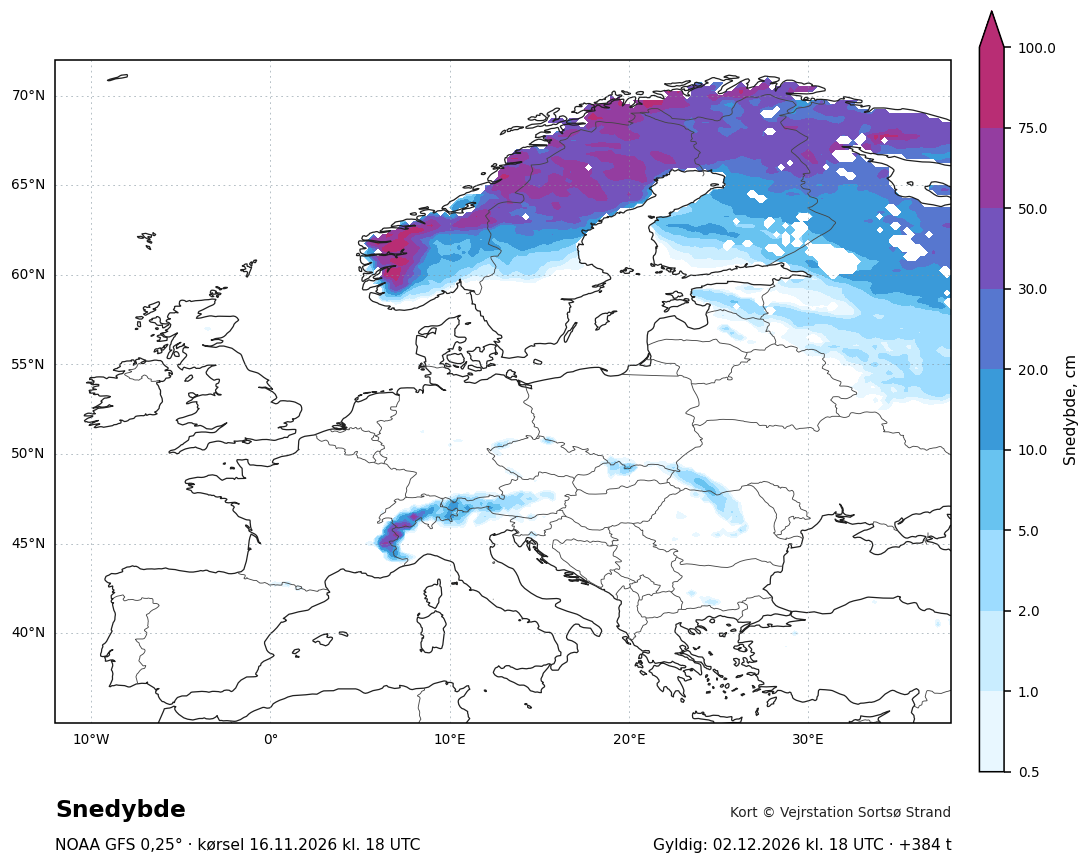 70°N
65°N
60°N
55°N
50°N
45°N
40°N
10°W
0°
10°E
20°E
30°E
100.0
75.0
50.0
30.0
20.0
10.0
5.0
2.0
1.0
0.5
Snedybde, cm
Snedybde
Kort © Vejrstation Sortsø Strand
NOAA GFS 0,25° · kørsel 16.11.2026 kl. 18 UTC
Gyldig: 02.12.2026 kl. 18 UTC · +384 t